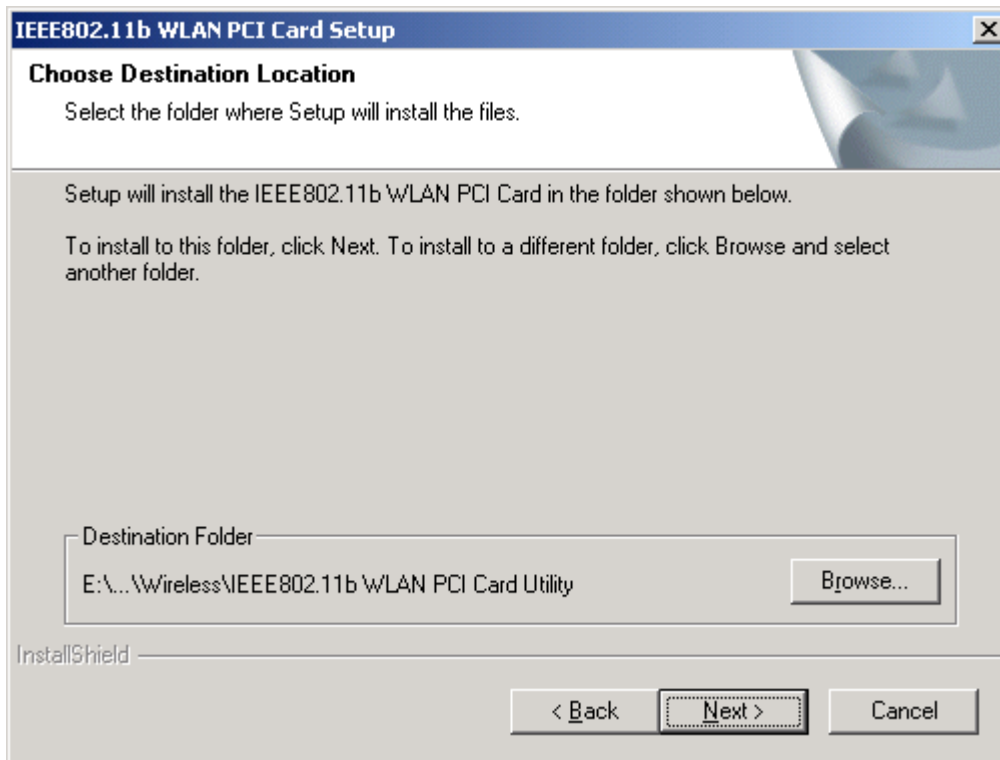 IEEE802.11b WLAN PCI Card Setup
Choose Destination Location
Select the folder where Setup will install the files.
Setup will install the IEEE802.11b WLAN PCI Card in the folder shown below.
To install to this folder, click Next. To install to a different folder, click Browse and select
another folder.
Destination Folder
E:\...\Wireless\IEEE802.11b WLAN PCI Card Utility
Browse...
InstallShield
< Back
Next >
Cancel